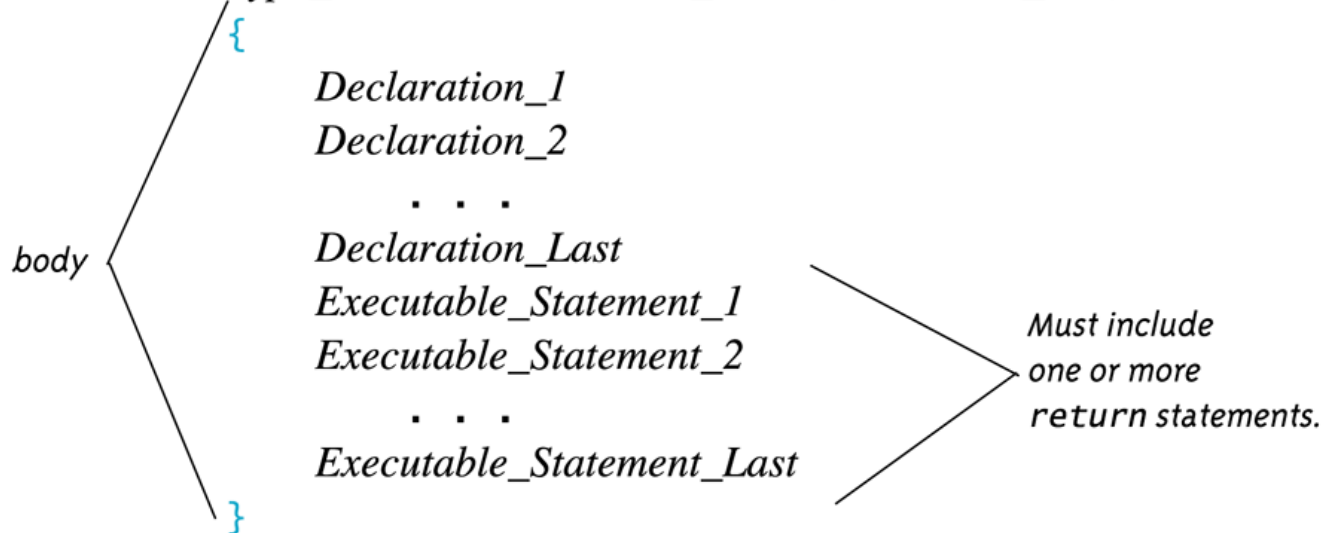 {
Declaration_1
Declaration_2
. . .
Declaration_Last
body
Executable_Statement_1
Executable_Statement_2
. . .
Executable_Statement_Last
}
Must include
one or more
return statements.